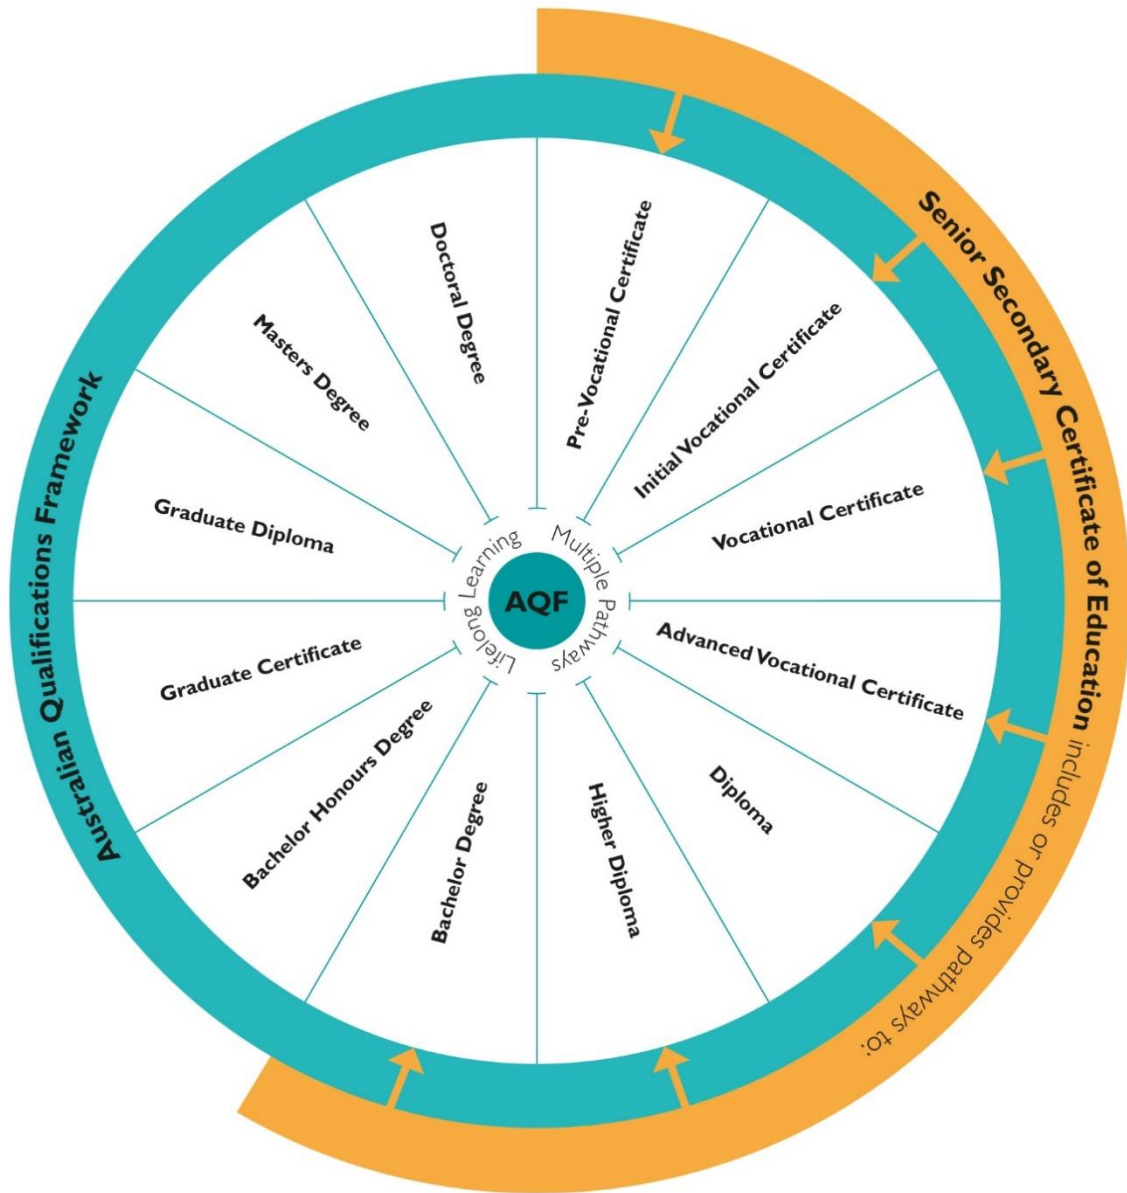 Senior Secondary Certificate of Education includes or provides pathways to:
Australian Qualifications Framework
Pre-Vocational Certificate
Initial Vocational Certificate
Vocational Certificate
Advanced Vocational Certificate
Diploma
Higher Diploma
Bachelor Degree
Bachelor Honours Degree
Graduate Certificate
Graduate Diploma
Masters Degree
Doctoral Degree
Lifelong Learning
Multiple Pathways
AQF